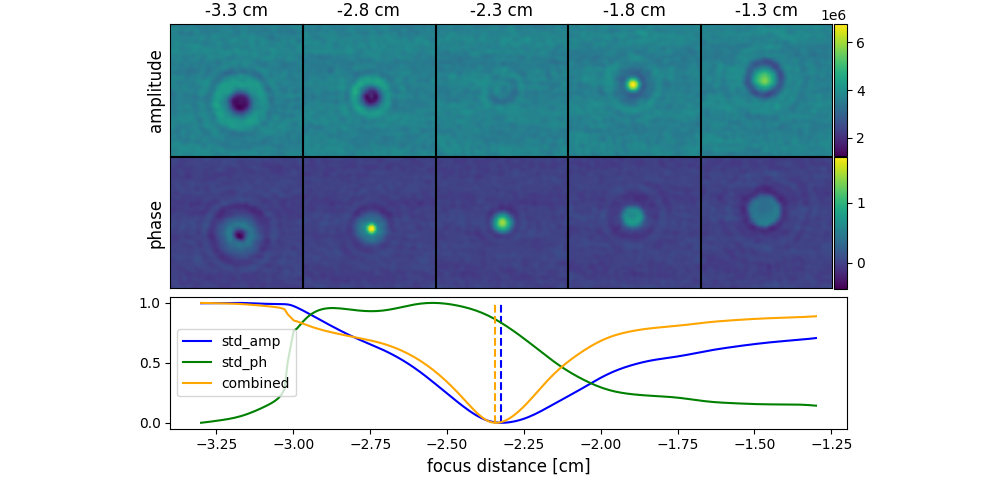 -3.3 cm -2.8 cm -2.3 cm -1.8 cm -1.3 cm
1e6
amplitude
6
4
2
phase
1
0
1.0
0.5
0.0
std_amp
std_ph
combined
−3.25 −3.00 −2.75 −2.50 −2.25 −2.00 −1.75 −1.50 −1.25
focus distance [cm]